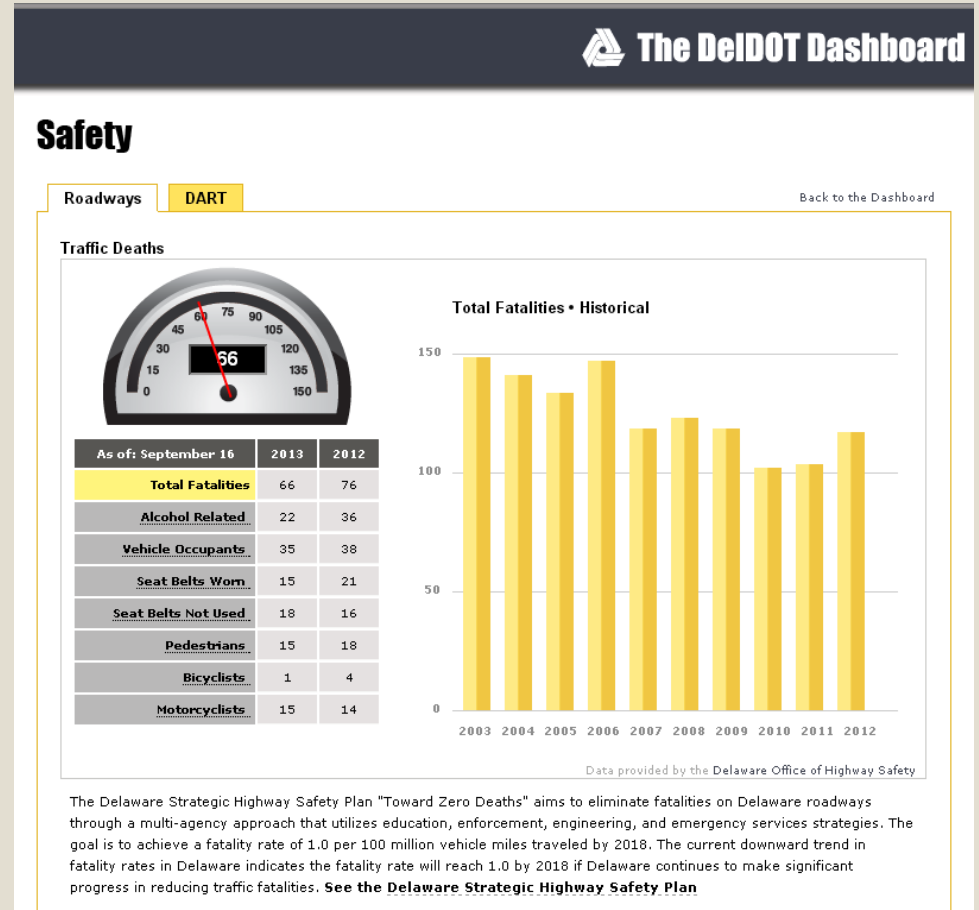 The DelDOT Dashboard
Safety
Roadways
DART
Back to the Dashboard
Traffic Deaths
0
15
30
45
60
75
90
105
120
135
150
66
As of: September 16 2013 2012
Total Fatalities 66 76
Alcohol Related 22 36
Vehicle Occupants 35 38
Seat Belts Worn 15 21
Seat Belts Not Used 18 16
Pedestrians 15 18
Bicyclists 1 4
Motorcyclists 15 14
Total Fatalities • Historical
150
100
50
0
2003 2004 2005 2006 2007 2008 2009 2010 2011 2012
Data provided by the Delaware Office of Highway Safety
The Delaware Strategic Highway Safety Plan "Toward Zero Deaths" aims to eliminate fatalities on Delaware roadways
through a multi-agency approach that utilizes education, enforcement, engineering, and emergency services strategies. The
goal is to achieve a fatality rate of 1.0 per 100 million vehicle miles traveled by 2018. The current downward trend in
fatality rates in Delaware indicates the fatality rate will reach 1.0 by 2018 if Delaware continues to make significant
progress in reducing traffic fatalities. See the Delaware Strategic Highway Safety Plan